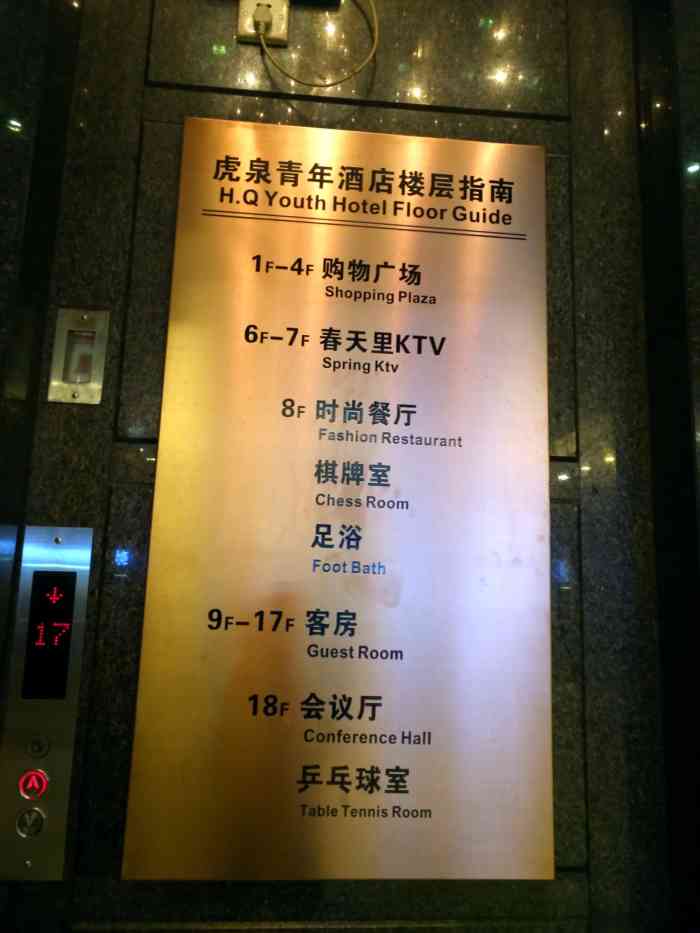 虎泉青年酒店楼层指南
H.Q Youth Hotel Floor Guide
1F-4F 购物广场
Shopping Plaza
6F-7F 春天里KTV
Spring Ktv
8F 时尚餐厅
Fashion Restaurant
棋牌室
Chess Room
足浴
Foot Bath
9F-17F 客房
Guest Room
18F 会议厅
Conference Hall
乒乓球室
Table Tennis Room
17